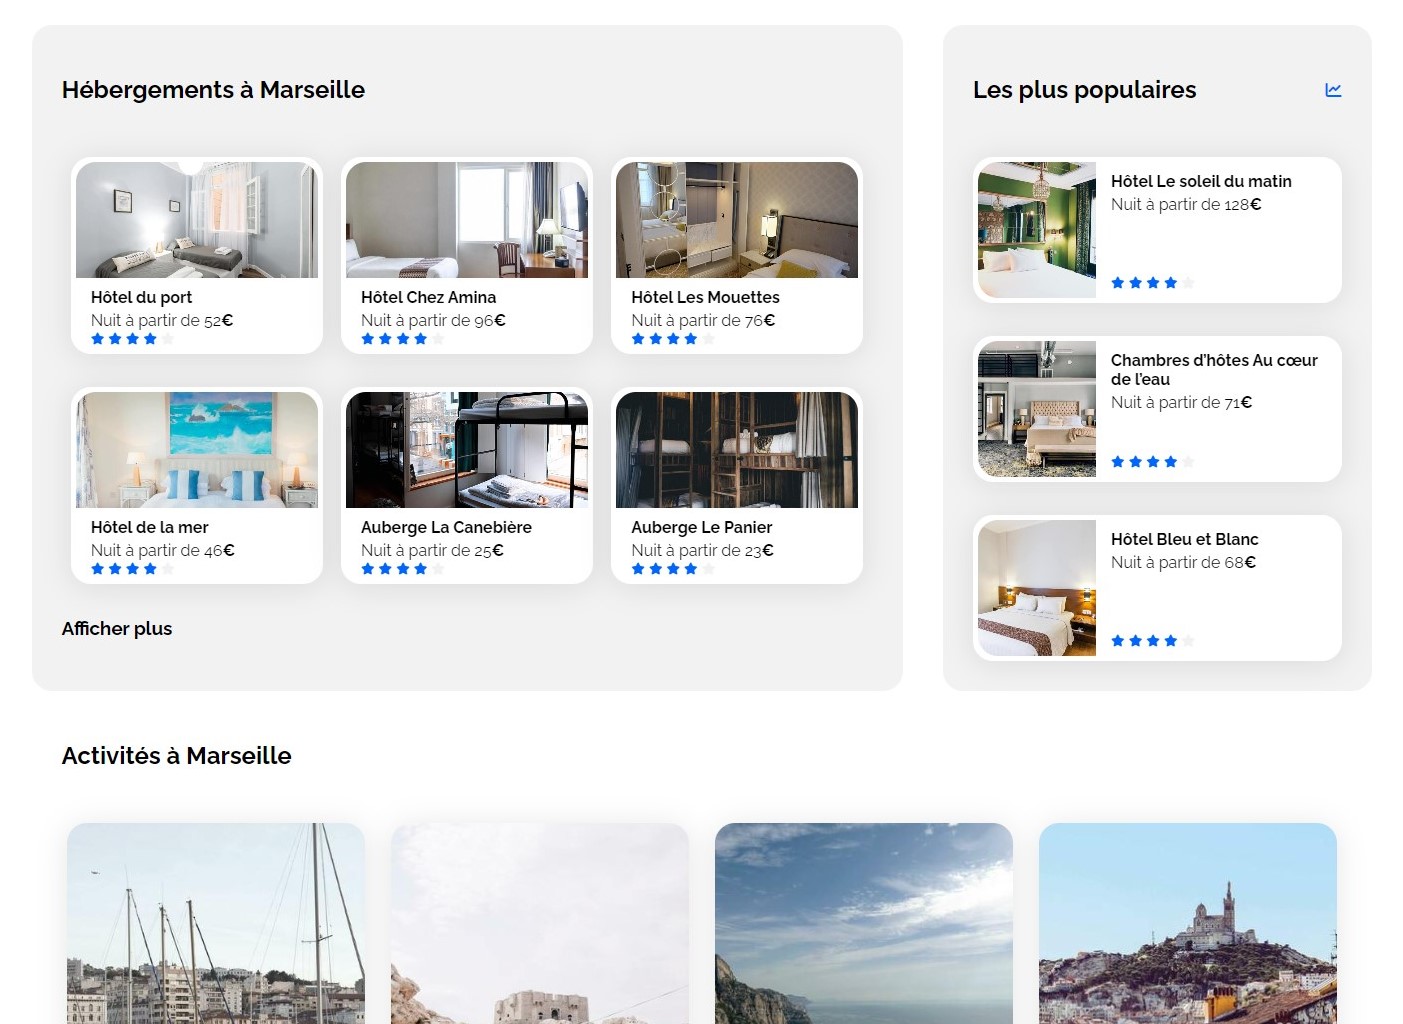 Hébergements à Marseille
Hôtel du port
Nuit à partir de 52€
Hôtel Chez Amina
Nuit à partir de 96€
Hôtel Les Mouettes
Nuit à partir de 76€
Hôtel de la mer
Nuit à partir de 46€
Auberge La Canebière
Nuit à partir de 25€
Auberge Le Panier
Nuit à partir de 23€
Afficher plus
Les plus populaires
Hôtel Le soleil du matin
Nuit à partir de 128€
Chambres d'hôtes Au cœur
de l'eau
Nuit à partir de 71€
Hôtel Bleu et Blanc
Nuit à partir de 68€
Activités à Marseille